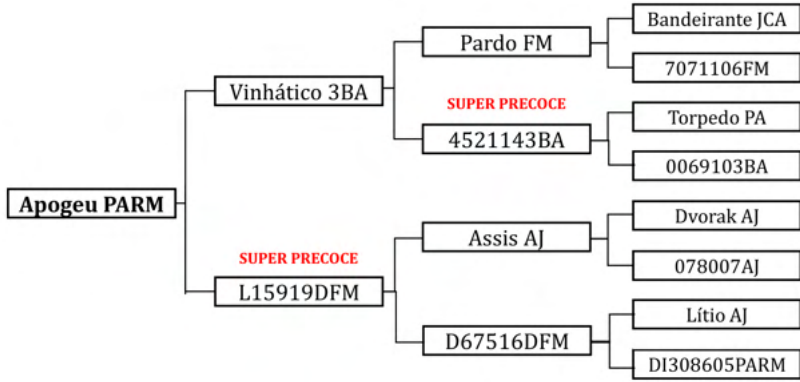 Bandeirante JCA
Pardo FM
7071106FM
Vinhático 3BA
SUPER PRECOCE
Torpedo PA
4521143BA
0069103BA
Apogeu PARM
Dvorak AJ
Assis AJ
SUPER PRECOCE
078007AJ
L15919DFM
Lítio AJ
D67516DFM
DI308605PARM